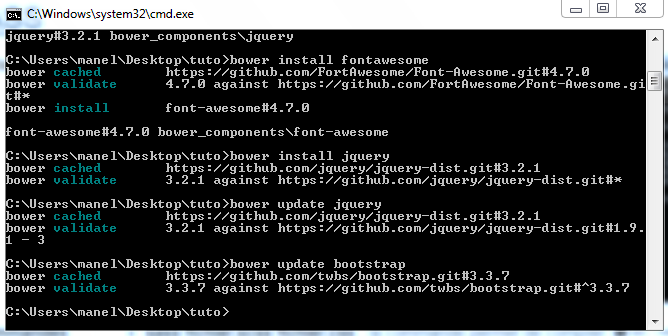 C:\Windows\system32\cmd.exe
jquery#3.2.1 bower_components\jquery
C:\Users\manel\Desktop\tuto>bower install fontawesome
bower cached https://github.com/FortAwesome/Font-Awesome.git#4.7.0
bower validate 4.7.0 against https://github.com/FortAwesome/Font-Awesome.gi
t#*
bower install font-awesome#4.7.0
font-awesome#4.7.0 bower_components\font-awesome
C:\Users\manel\Desktop\tuto>bower install jquery
bower cached https://github.com/jquery/jquery-dist.git#3.2.1
bower validate 3.2.1 against https://github.com/jquery/jquery-dist.git#*
C:\Users\manel\Desktop\tuto>bower update jquery
bower cached https://github.com/jquery/jquery-dist.git#3.2.1
bower validate 3.2.1 against https://github.com/jquery/jquery-dist.git#1.9.
1 - 3
C:\Users\manel\Desktop\tuto>bower update bootstrap
bower cached https://github.com/twbs/bootstrap.git#3.3.7
bower validate 3.3.7 against https://github.com/twbs/bootstrap.git#^3.3.7
C:\Users\manel\Desktop\tuto>